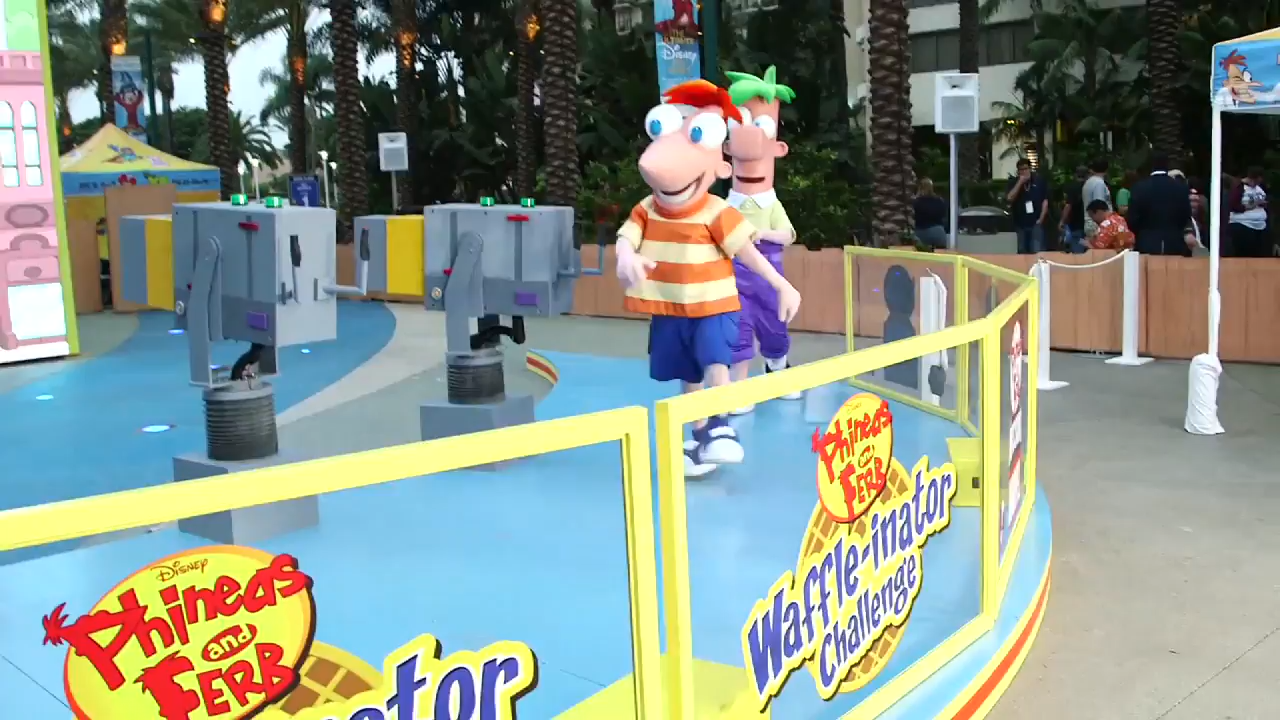 Disney
DISNEY
Phineas
and
FERB
ator
Phineas
and
FERB
Waffle-inator
Challenge